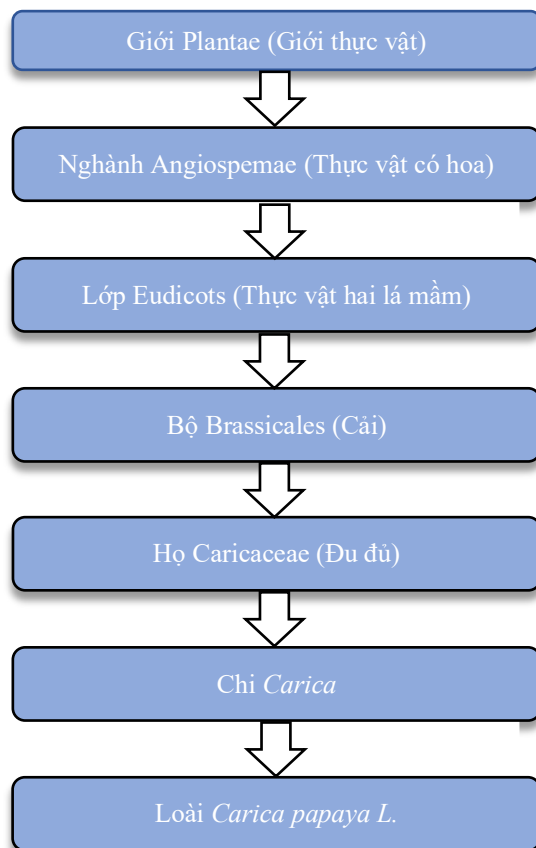 Giới Plantae (Giới thực vật)
Nghành Angiospemae (Thực vật có hoa)
Lớp Eudicots (Thực vật hai lá mầm)
Bộ Brassicales (Cải)
Họ Caricaceae (Đu đủ)
Chi Carica
Loài Carica papaya L.